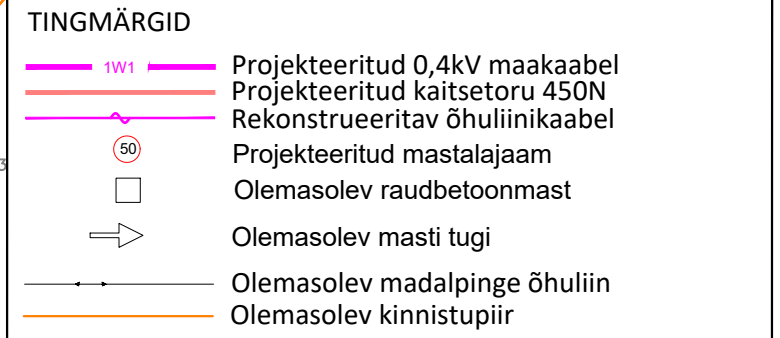 TINGMÄRGID
1W1 Projekteeritud 0,4kV maakaabel
Projekteeritud kaitsetoru 450N
Rekonstrueeritav õhuliinikaabel
50 Projekteeritud mastalajaam
Olemasolev raudbetoonmast
Olemasolev masti tugi
Olemasolev madalpinge õhuliin
Olemasolev kinnistupiir